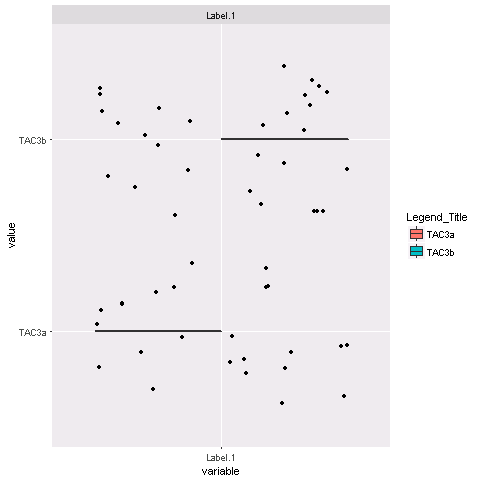 Label.1
TAC3b
value
Legend_Title
TAC3a
TAC3b
TAC3a
Label.1
variable